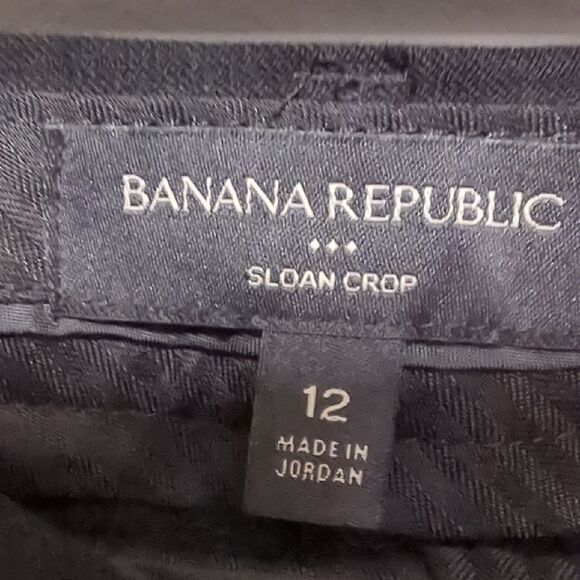 BANANA REPUBLIC
SLOAN CROP
12
MADE IN
JORDAN